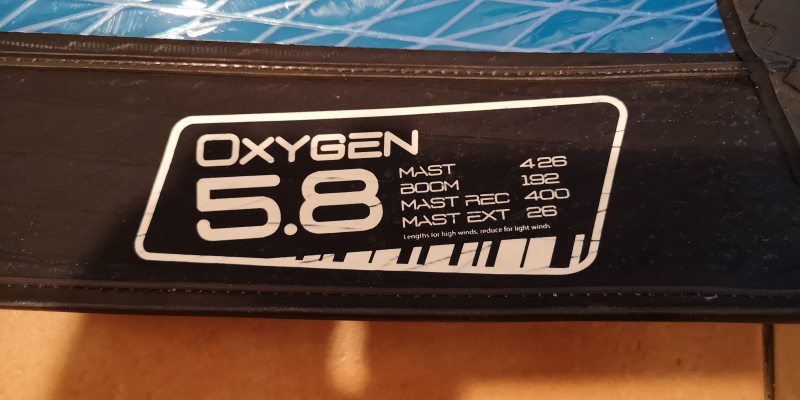 OXYGEN
5.8
MAST 426
BOOM 192
MAST REC 400
MAST EXT 26
Lengths for high winds, reduce for light winds